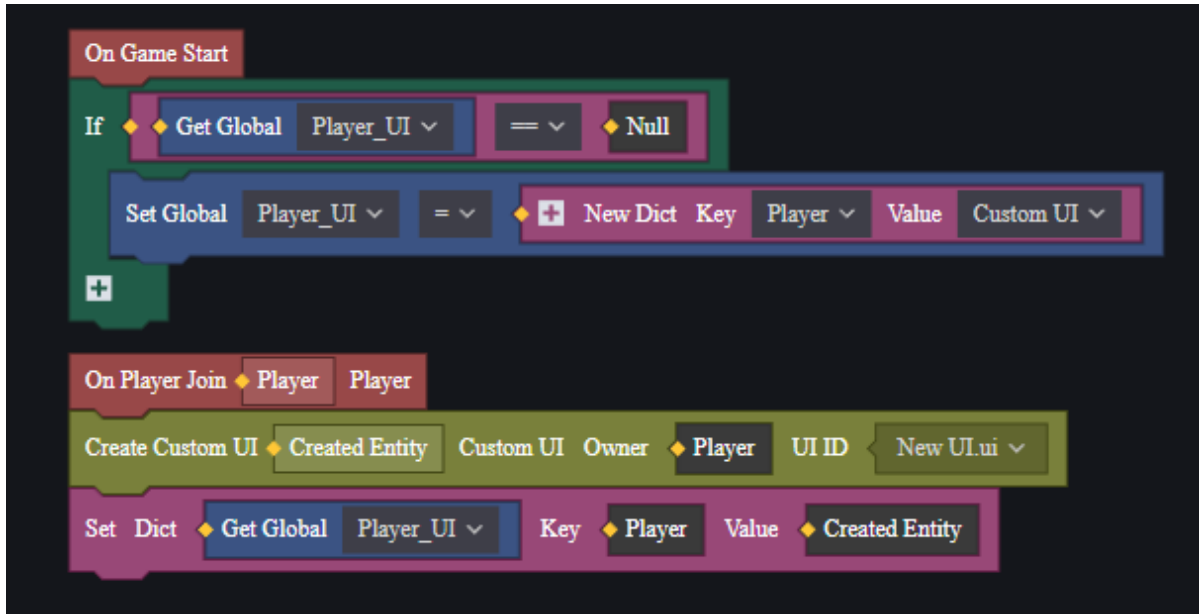 On Game Start
If Get Global Player_UI == Null
Set Global Player_UI = New Dict Key Player Value Custom UI
On Player Join Player Player
Create Custom UI Created Entity Custom UI Owner Player UI ID New UI.ui
Set Dict Get Global Player_UI Key Player Value Created Entity